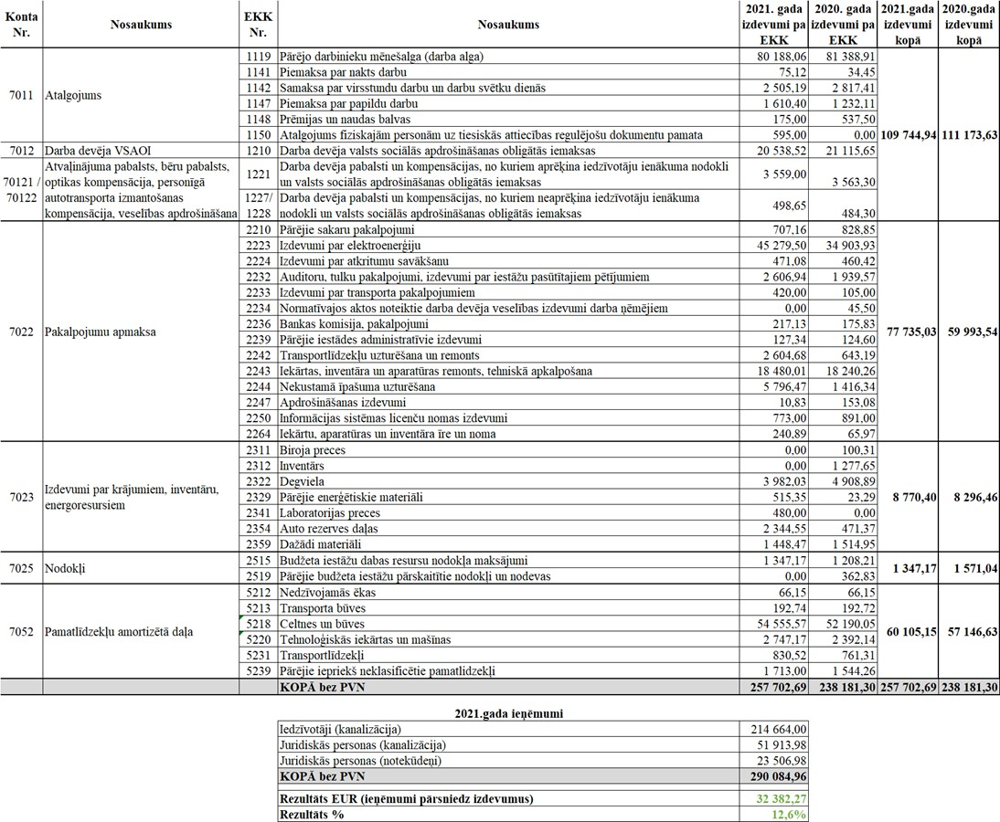 Konta Nr. Nosaukums EKK Nr. Nosaukums 2021. gada izdevumi pa EKK 2020. gada izdevumi pa EKK 2021.gada izdevumi kopā 2020.gada izdevumi kopā
7011 Atalgojums
1119 Pārējo darbinieku mēnešalga (darba alga) 80 188,06 81 388,91
1141 Piemaksa par nakts darbu 75,12 34,45
1142 Samaksa par virsstundu darbu un darbu svētku dienās 2 505,19 2 817,41
1147 Piemaksa par papildu darbu 1 610,40 1 232,11
1148 Prēmijas un naudas balvas 175,00 537,50
1150 Atalgojums fiziskajām personām uz tiesiskās attiecības regulējošu dokumentu pamata 595,00 0,00
109 744,94 111 173,63
7012 Darba devēja VSAOI 1210 Darba devēja valsts sociālās apdrošināšanas obligātās iemaksas 20 538,52 21 115,65
70121 / 70122 Atvaļinājuma pabalsts, bēru pabalsts,
optikas kompensācija, personīgā
autotransporta izmantošanas
kompensācija, veselības apdrošināšana
1221 Darba devēja pabalsti un kompensācijas, no kuriem aprēķina iedzīvotāju ienākuma nodokli
un valsts sociālās apdrošināšanas obligātās iemaksas 3 559,00 3 563,30
1227/ 1228 Darba devēja pabalsti un kompensācijas, no kuriem neaprēķina iedzīvotāju ienākuma
nodokli un valsts sociālās apdrošināšanas obligātās iemaksas 498,65 484,30
7022 Pakalpojumu apmaksa
2210 Pārējie sakaru pakalpojumi 707,16 828,85
2223 Izdevumi par elektroenerģiju 45 279,50 34 903,93
2224 Izdevumi par atkritumu savākšanu 471,08 460,42
2232 Auditoru, tulku pakalpojumi, izdevumi par iestāžu pasūtītajiem pētījumiem 2 606,94 1 939,57
2233 Izdevumi par transporta pakalpojumiem 420,00 105,00
2234 Normatīvajos aktos noteiktie darba devēja veselības izdevumi darba ņēmējiem 0,00 45,50
2236 Bankas komisija, pakalpojumi 217,13 175,83
2239 Pārējie iestādes administratīvie izdevumi 127,34 124,60
2242 Transportlīdzekļu uzturēšana un remonts 2 604,68 643,19
2243 Iekārtas, inventāra un aparatūras remonts, tehniskā apkalpošana 18 480,01 18 240,26
2244 Nekustamā īpašuma uzturēšana 5 796,47 1 416,34
2247 Apdrošināšanas izdevumi 10,83 153,08
2250 Informācijas sistēmas licenču nomas izdevumi 773,00 891,00
2264 Iekārtu, aparatūras un inventāra īre un noma 240,89 65,97
77 735,03 59 993,54
7023 Izdevumi par krājumiem, inventāru,
energoresursiem
2311 Biroja preces 0,00 100,31
2312 Inventārs 0,00 1 277,65
2322 Degviela 3 982,03 4 908,89
2329 Pārējie enerģētiskie materiāli 515,35 23,29
2341 Laboratorijas preces 480,00 0,00
2354 Auto rezerves daļas 2 344,55 471,37
2359 Dažādi materiāli 1 448,47 1 514,95
8 770,40 8 296,46
7025 Nodokļi
2515 Budžeta iestāžu dabas resursu nodokļa maksājumi 1 347,17 1 208,21
2519 Pārējie budžeta iestāžu pārskaitītie nodokļi un nodevas 0,00 362,83
1 347,17 1 571,04
7052 Pamatlīdzekļu amortizētā daļa
5212 Nedzīvojamās ēkas 66,15 66,15
5213 Transporta būves 192,74 192,72
5218 Celtnes un būves 54 555,57 52 190,05
5220 Tehnoloģiskās iekārtas un mašīnas 2 747,17 2 392,14
5231 Transportlīdzekļi 830,52 761,31
5239 Pārējie iepriekš neklasificētie pamatlidzekļi 1 713,00 1 544,26
60 105,15 57 146,63
KOPĀ bez PVN 257 702,69 238 181,30 257 702,69 238 181,30
2021.gada ieņēmumi
Iedzīvotāji (kanalizācija) 214 664,00
Juridiskās personas (kanalizācija) 51 913,98
Juridiskās personas (notekūdeņi) 23 506,98
KOPĀ bez PVN 290 084,96
Rezultāts EUR (ieņēmumi pārsniedz izdevumus) 32 382,27
Rezultāts % 12,6%